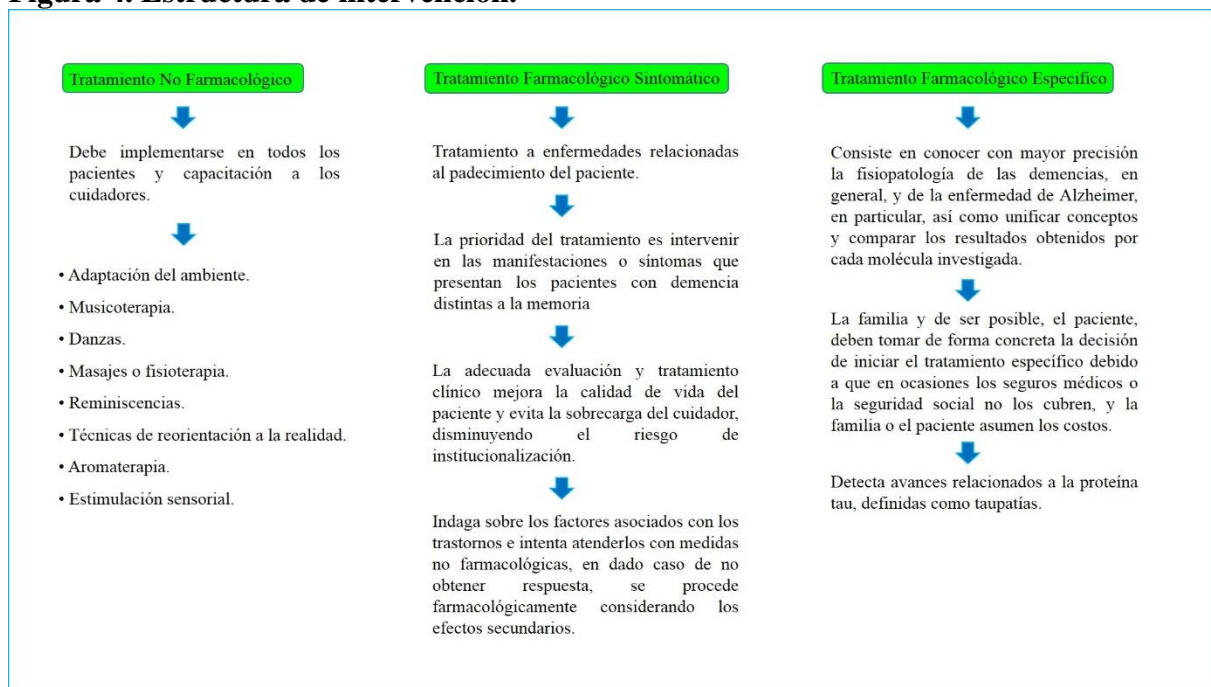 Figura 4. Estructura de intervención.
Tratamiento No Farmacológico
Debe implementarse en todos los
pacientes y capacitación a los
cuidadores.
• Adaptación del ambiente.
• Musicoterapia.
• Danzas.
• Masajes o fisioterapia.
• Reminiscencias.
• Técnicas de reorientación a la realidad.
• Aromaterapia.
• Estimulación sensorial.
Tratamiento Farmacológico Sintomático
Tratamiento a enfermedades relacionadas
al padecimiento del paciente.
La prioridad del tratamiento es intervenir
en las manifestaciones o síntomas que
presentan los pacientes con demencia
distintas a la memoria
La adecuada evaluación y tratamiento
clínico mejora la calidad de vida del
paciente y evita la sobrecarga del cuidador,
disminuyendo el riesgo de
institucionalización.
Indaga sobre los factores asociados con los
trastornos e intenta atenderlos con medidas
no farmacológicas, en dado caso de no
obtener respuesta, se procede
farmacológicamente considerando los
efectos secundarios.
Tratamiento Farmacológico Especifico
Consiste en conocer con mayor precisión
la fisiopatología de las demencias, en
general, y de la enfermedad de Alzheimer,
en particular, así como unificar conceptos
y comparar los resultados obtenidos por
cada molécula investigada.
La familia y de ser posible, el paciente,
deben tomar de forma concreta la decisión
de iniciar el tratamiento específico debido
a que en ocasiones los seguros médicos o
la seguridad social no los cubren, y la
familia o el paciente asumen los costos.
Detecta avances relacionados a la proteína
tau, definidas como taupatías.